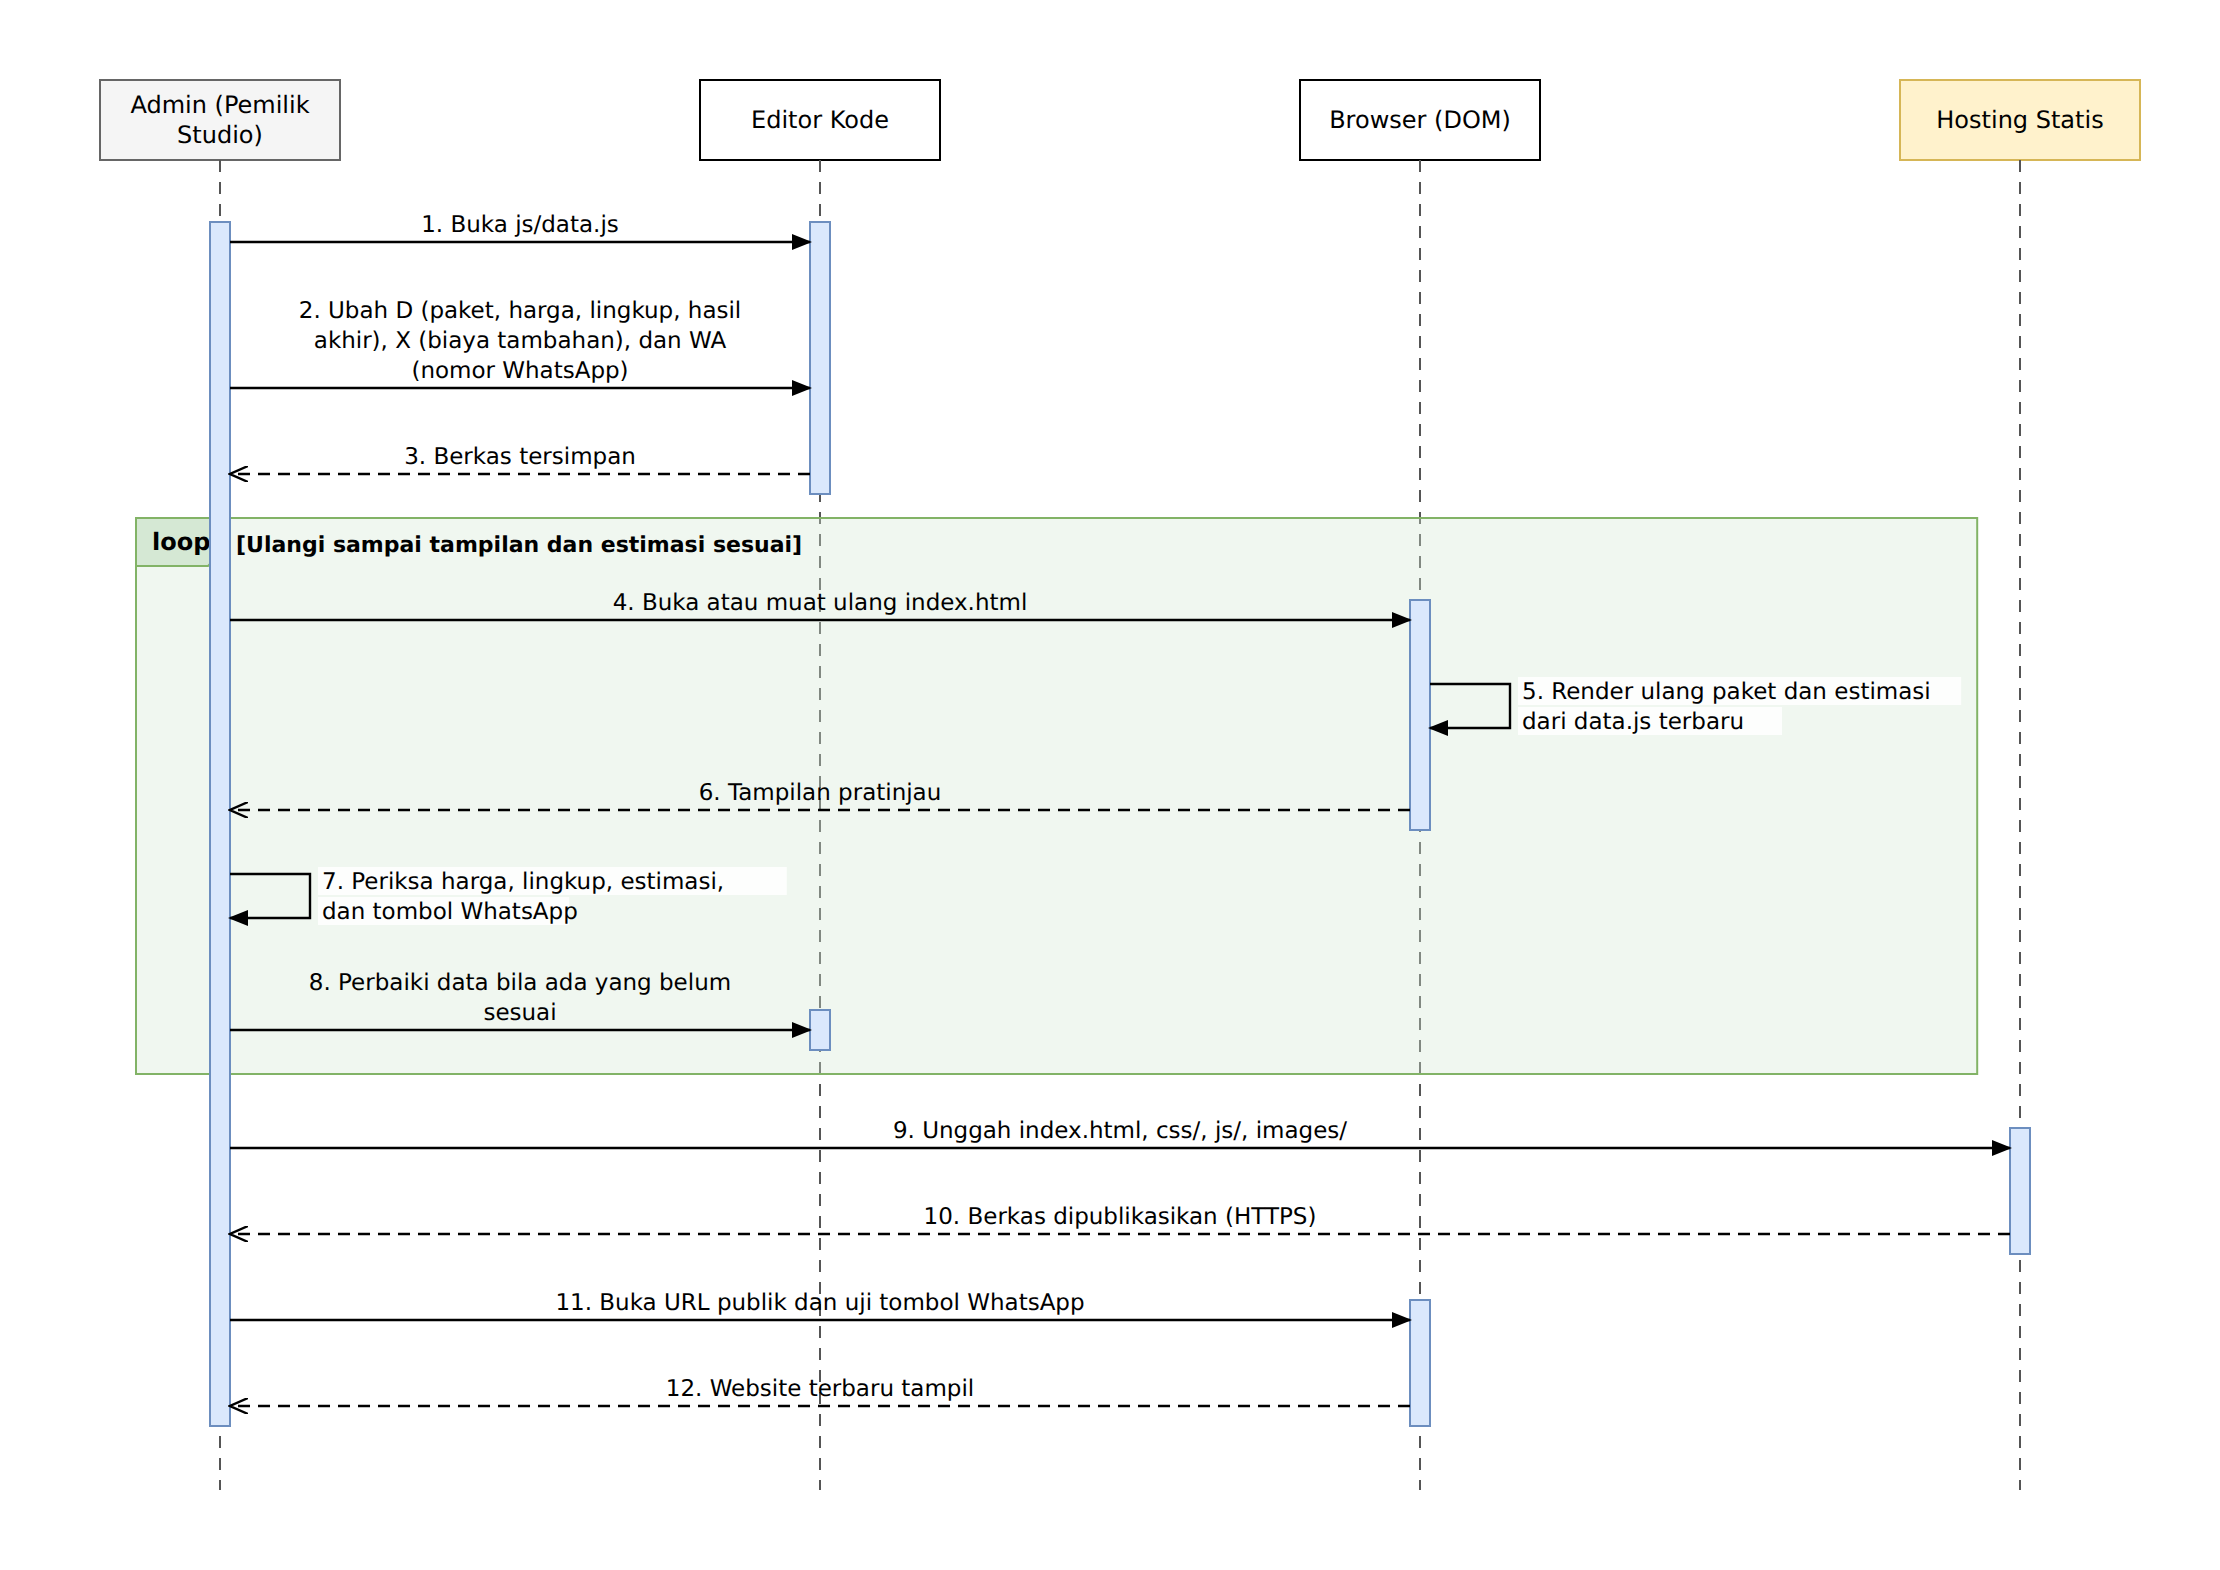 Admin (Pemilik
Studio)
Editor Kode
Browser (DOM)
Hosting Statis
1. Buka js/data.js
2. Ubah D (paket, harga, lingkup, hasil
akhir), X (biaya tambahan), dan WA
(nomor WhatsApp)
3. Berkas tersimpan
loop
[Ulangi sampai tampilan dan estimasi sesuai]
4. Buka atau muat ulang index.html
5. Render ulang paket dan estimasi
dari data.js terbaru
6. Tampilan pratinjau
7. Periksa harga, lingkup, estimasi,
dan tombol WhatsApp
8. Perbaiki data bila ada yang belum
sesuai
9. Unggah index.html, css/, js/, images/
10. Berkas dipublikasikan (HTTPS)
11. Buka URL publik dan uji tombol WhatsApp
12. Website terbaru tampil